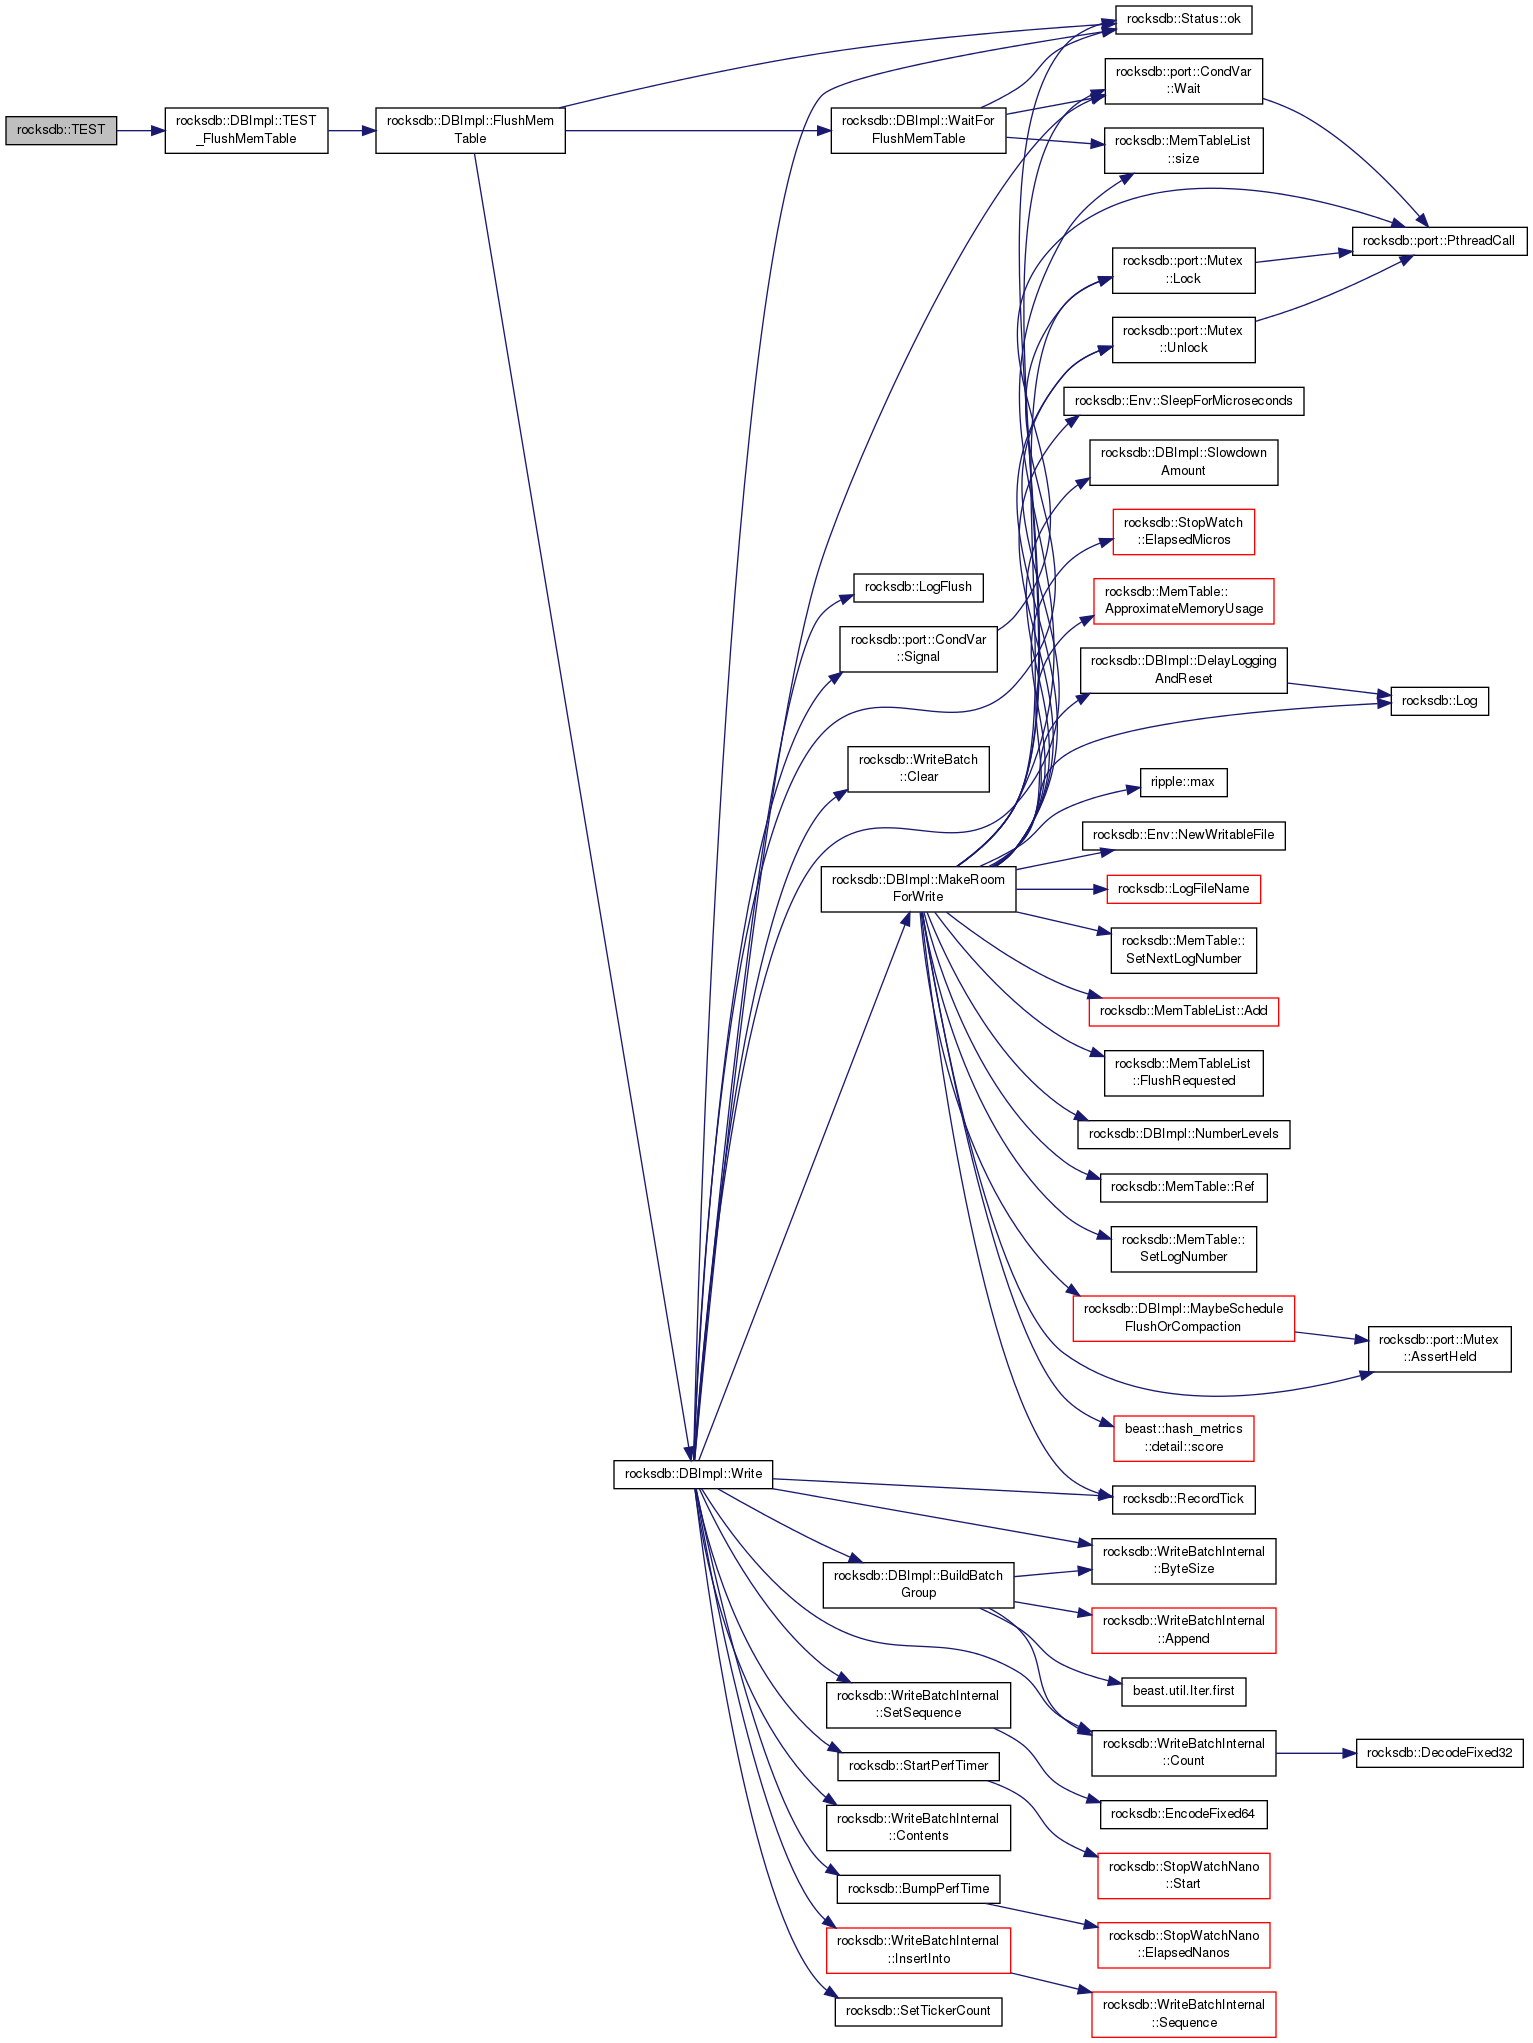 rocksdb::TEST
rocksdb::DBImpl::TEST
_FlushMemTable
rocksdb::DBImpl::FlushMem
Table
rocksdb::Status::ok
rocksdb::DBImpl::WaitFor
FlushMemTable
rocksdb::port::CondVar
::Wait
rocksdb::MemTableList
::size
rocksdb::port::PthreadCall
rocksdb::port::Mutex
::Lock
rocksdb::port::Mutex
::Unlock
rocksdb::Env::SleepForMicroseconds
rocksdb::DBImpl::Slowdown
Amount
rocksdb::StopWatch
::ElapsedMicros
rocksdb::LogFlush
rocksdb::MemTable::
ApproximateMemoryUsage
rocksdb::port::CondVar
::Signal
rocksdb::DBImpl::DelayLogging
AndReset
rocksdb::Log
rocksdb::WriteBatch
::Clear
ripple::max
rocksdb::Env::NewWritableFile
rocksdb::DBImpl::MakeRoom
ForWrite
rocksdb::LogFileName
rocksdb::MemTable::
SetNextLogNumber
rocksdb::MemTableList::Add
rocksdb::MemTableList
::FlushRequested
rocksdb::DBImpl::NumberLevels
rocksdb::MemTable::Ref
rocksdb::MemTable::
SetLogNumber
rocksdb::DBImpl::MaybeSchedule
FlushOrCompaction
rocksdb::port::Mutex
::AssertHeld
beast::hash_metrics
::detail::score
rocksdb::DBImpl::Write
rocksdb::RecordTick
rocksdb::WriteBatchInternal
::ByteSize
rocksdb::DBImpl::BuildBatch
Group
rocksdb::WriteBatchInternal
::Append
beast.util.Iter.first
rocksdb::WriteBatchInternal
::SetSequence
rocksdb::WriteBatchInternal
::Count
rocksdb::DecodeFixed32
rocksdb::StartPerfTimer
rocksdb::EncodeFixed64
rocksdb::WriteBatchInternal
::Contents
rocksdb::StopWatchNano
::Start
rocksdb::BumpPerfTime
rocksdb::StopWatchNano
::ElapsedNanos
rocksdb::WriteBatchInternal
::InsertInto
rocksdb::SetTickerCount
rocksdb::WriteBatchInternal
::Sequence